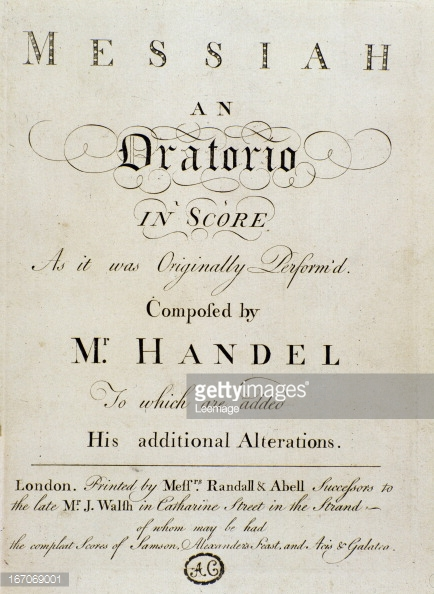 MESSIAH
AN
Oratorio
IN SCORE
As it was Originally Perform'd.
Compoſed by
Mr. HANDEL
To which are added
gettyimages®
Leemage
His additional Alterations.
London. Printed by Meſsrs. Randall & Abell Succeſsors to
the late Mr. J. Walſh in Catharine Street in the Strand
of whom may be had
the compleat Scores of Samson, Alexanders Feast, and Acis & Galatea.
AC
167069001